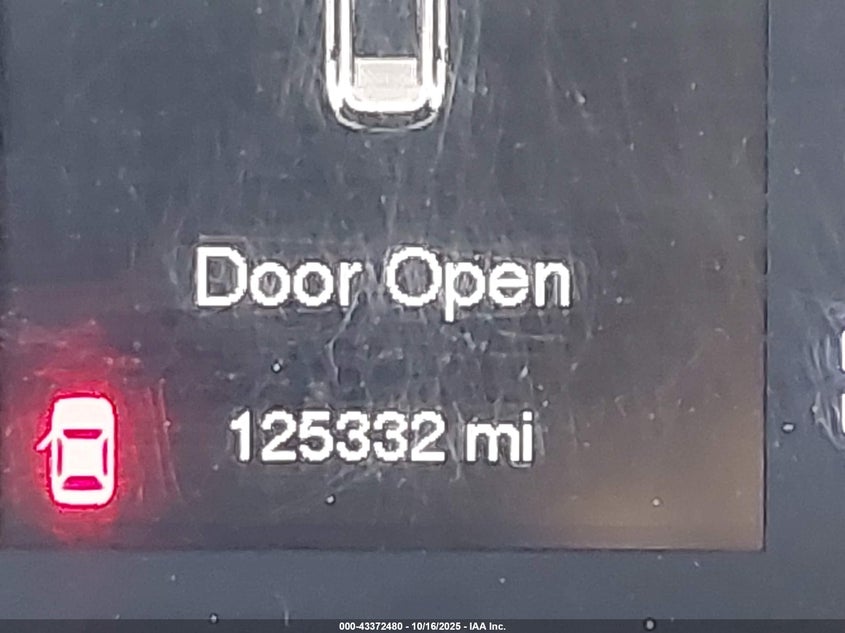 Door Open
125332 mi
000-43372480 - 10/16/2025 - IAA Inc.